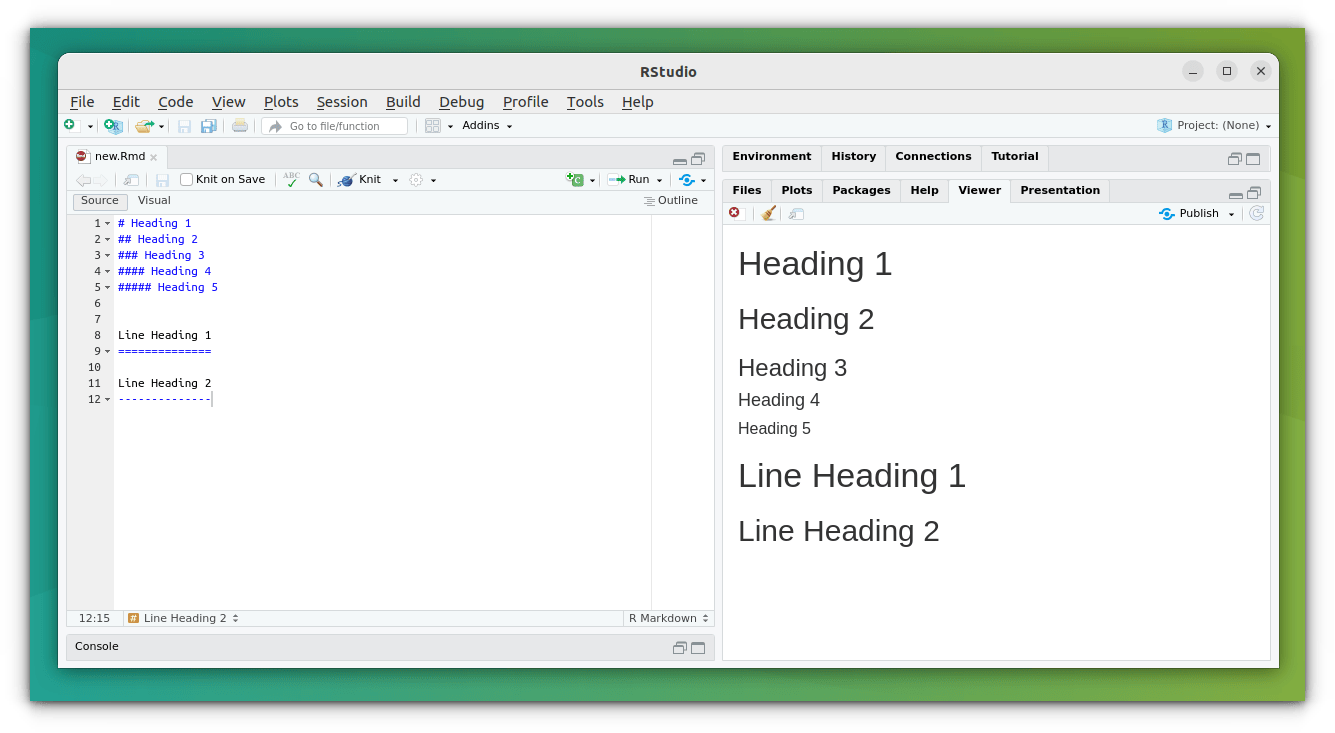 RStudio
File Edit Code View Plots Session Build Debug Profile Tools Help
Go to file/function Addins Project: (None)
new.Rmd
Knit on Save ABC Knit Run
Source Visual Outline
1 # Heading 1
2 ## Heading 2
3 ### Heading 3
4 #### Heading 4
5 ##### Heading 5
6
7
8 Line Heading 1
9 ==============
10
11 Line Heading 2
12 --------------
12:15 # Line Heading 2 R Markdown
Console
Environment History Connections Tutorial
Files Plots Packages Help Viewer Presentation
Publish
Heading 1
Heading 2
Heading 3
Heading 4
Heading 5
Line Heading 1
Line Heading 2